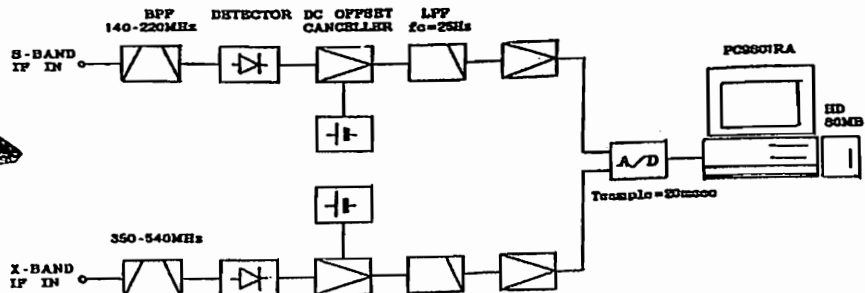 BPF
140-220MHz
DETECTOR
DC OFFSET
CANCELLER
LPF
fc=25Hz
S-BAND
IF IN
PC9801RA
HD
80MB
A/D
Tsample=20msec
350-540MHz
X-BAND
IF IN